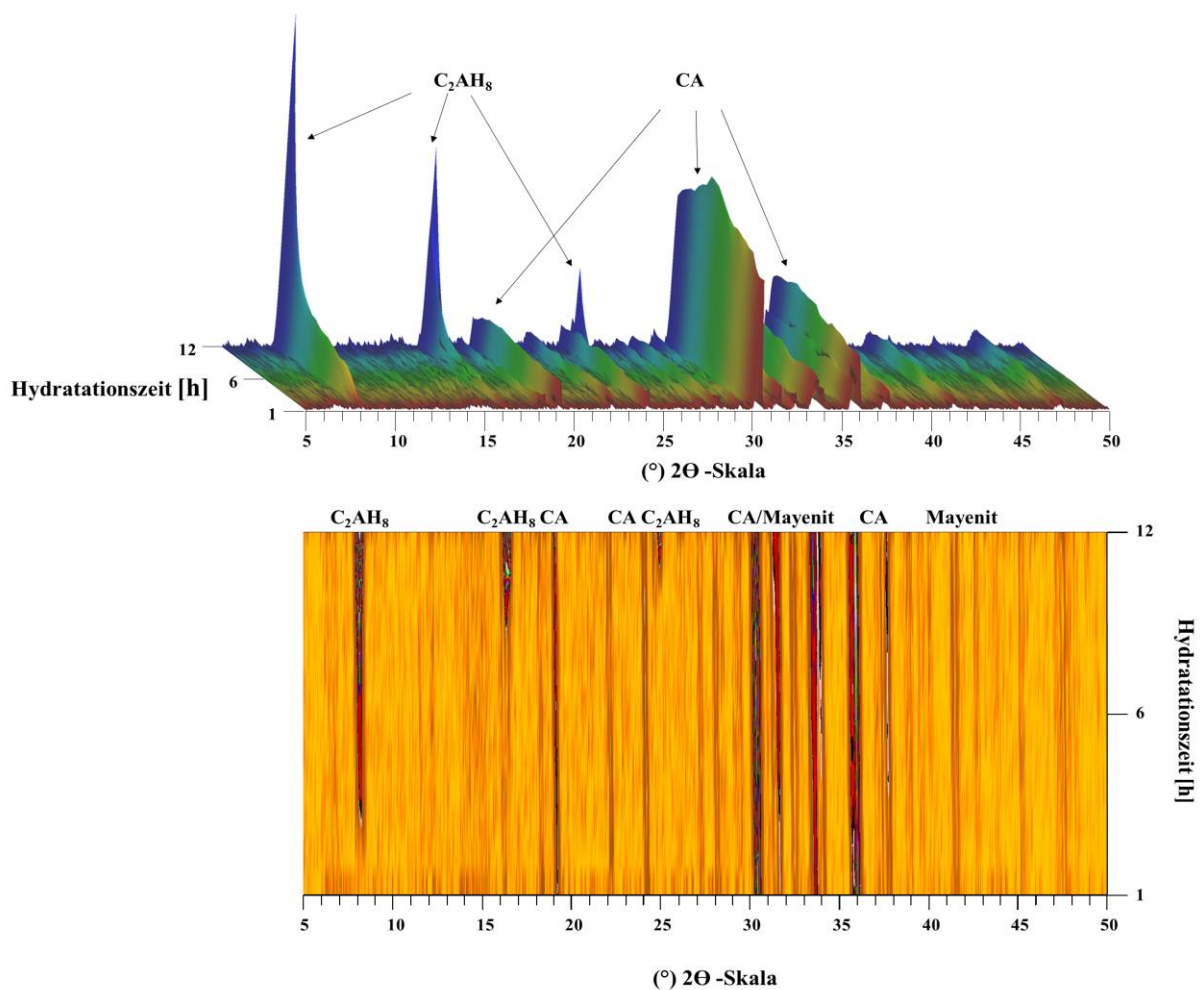 C₂AH₈ CA
12
6
Hydratationszeit [h]
1
5 10 15 20 25 30 35 40 45 50
(°) 2Θ -Skala
C₂AH₈ C₂AH₈ CA CA C₂AH₈ CA/Mayenit CA Mayenit
12
6
Hydratationszeit [h]
1
5 10 15 20 25 30 35 40 45 50
(°) 2Θ -Skala